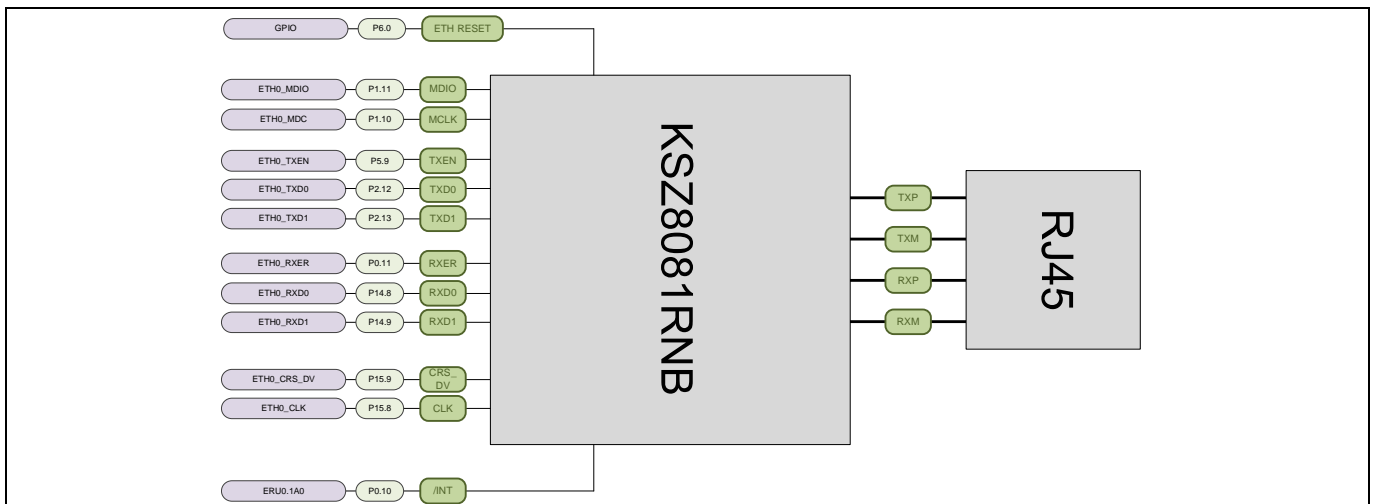 GPIO P6.0 ETH RESET
ETH0_MDIO P1.11 MDIO
ETH0_MDC P1.10 MCLK
ETH0_TXEN P5.9 TXEN
ETH0_TXD0 P2.12 TXD0
ETH0_TXD1 P2.13 TXD1
ETH0_RXER P0.11 RXER
ETH0_RXD0 P14.8 RXD0
ETH0_RXD1 P14.9 RXD1
ETH0_CRS_DV P15.9 CRS_
DV
ETH0_CLK P15.8 CLK
ERU0.1A0 P0.10 /INT
KSZ8081RNB
TXP
TXM
RXP
RXM
RJ45